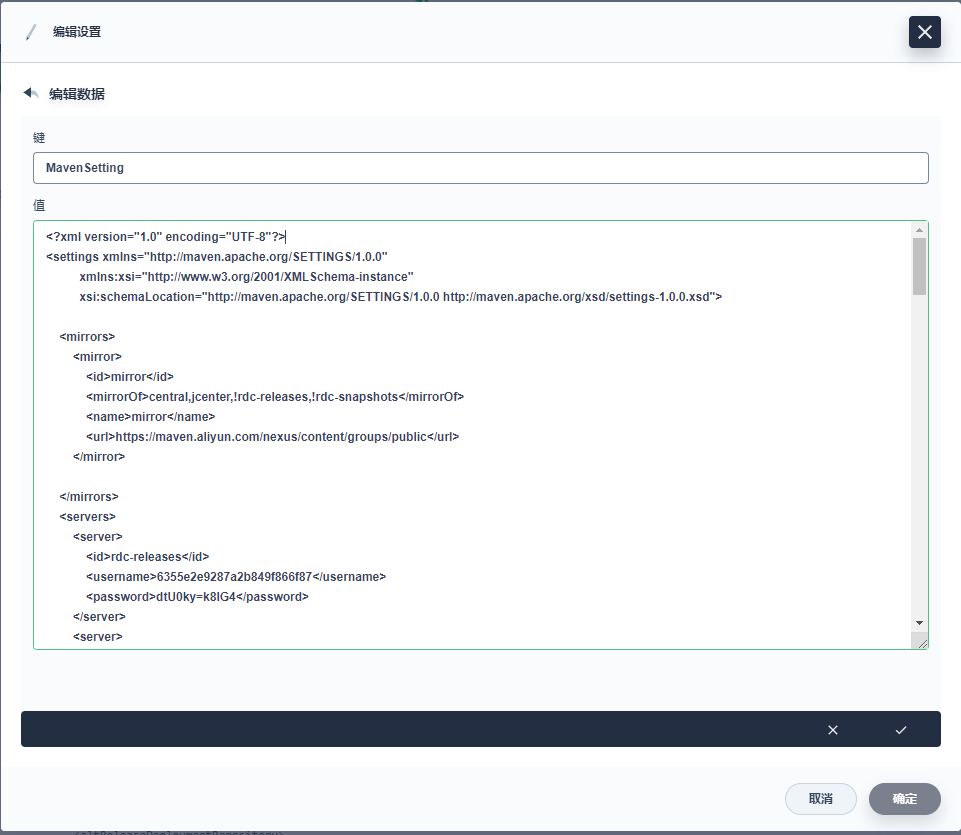 编辑设置
编辑数据
键
MavenSetting
值
<?xml version="1.0" encoding="UTF-8"?>
<settings xmlns="http://maven.apache.org/SETTINGS/1.0.0"
xmlns:xsi="http://www.w3.org/2001/XMLSchema-instance"
xsi:schemaLocation="http://maven.apache.org/SETTINGS/1.0.0 http://maven.apache.org/xsd/settings-1.0.0.xsd">
<mirrors>
<mirror>
<id>mirror</id>
<mirrorOf>central,jcenter,!rdc-releases,!rdc-snapshots</mirrorOf>
<name>mirror</name>
<url>https://maven.aliyun.com/nexus/content/groups/public</url>
</mirror>
</mirrors>
<servers>
<server>
<id>rdc-releases</id>
<username>6355e2e9287a2b849f866f87</username>
<password>dtU0ky=k8IG4</password>
</server>
<server>
取消
确定